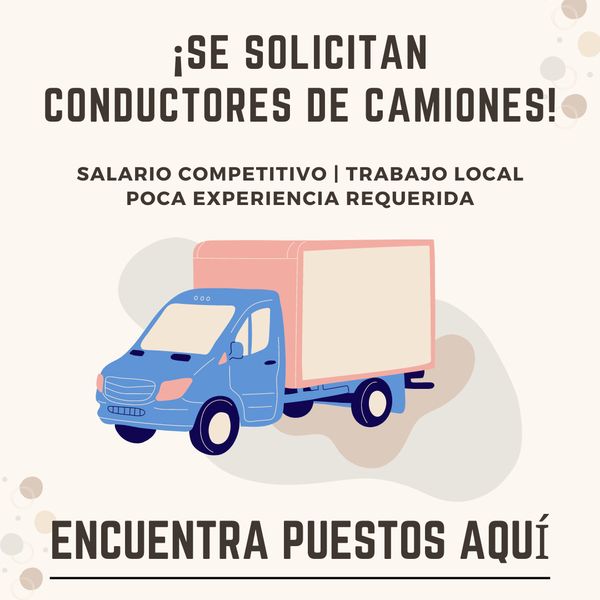 ¡SE SOLICITAN
CONDUCTORES DE CAMIONES!
SALARIO COMPETITIVO | TRABAJO LOCAL
POCA EXPERIENCIA REQUERIDA
ENCUENTRA PUESTOS AQUÍ